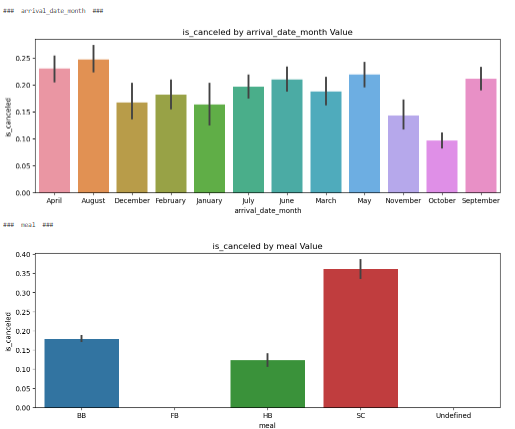 ### arrival_date_month ###
is_canceled by arrival_date_month Value
is_canceled
0.25
0.20
0.15
0.10
0.05
0.00
April August December February January July June March May November October September
arrival_date_month
### meal ###
is_canceled by meal Value
is_canceled
0.40
0.35
0.30
0.25
0.20
0.15
0.10
0.05
0.00
BB FB HB SC Undefined
meal